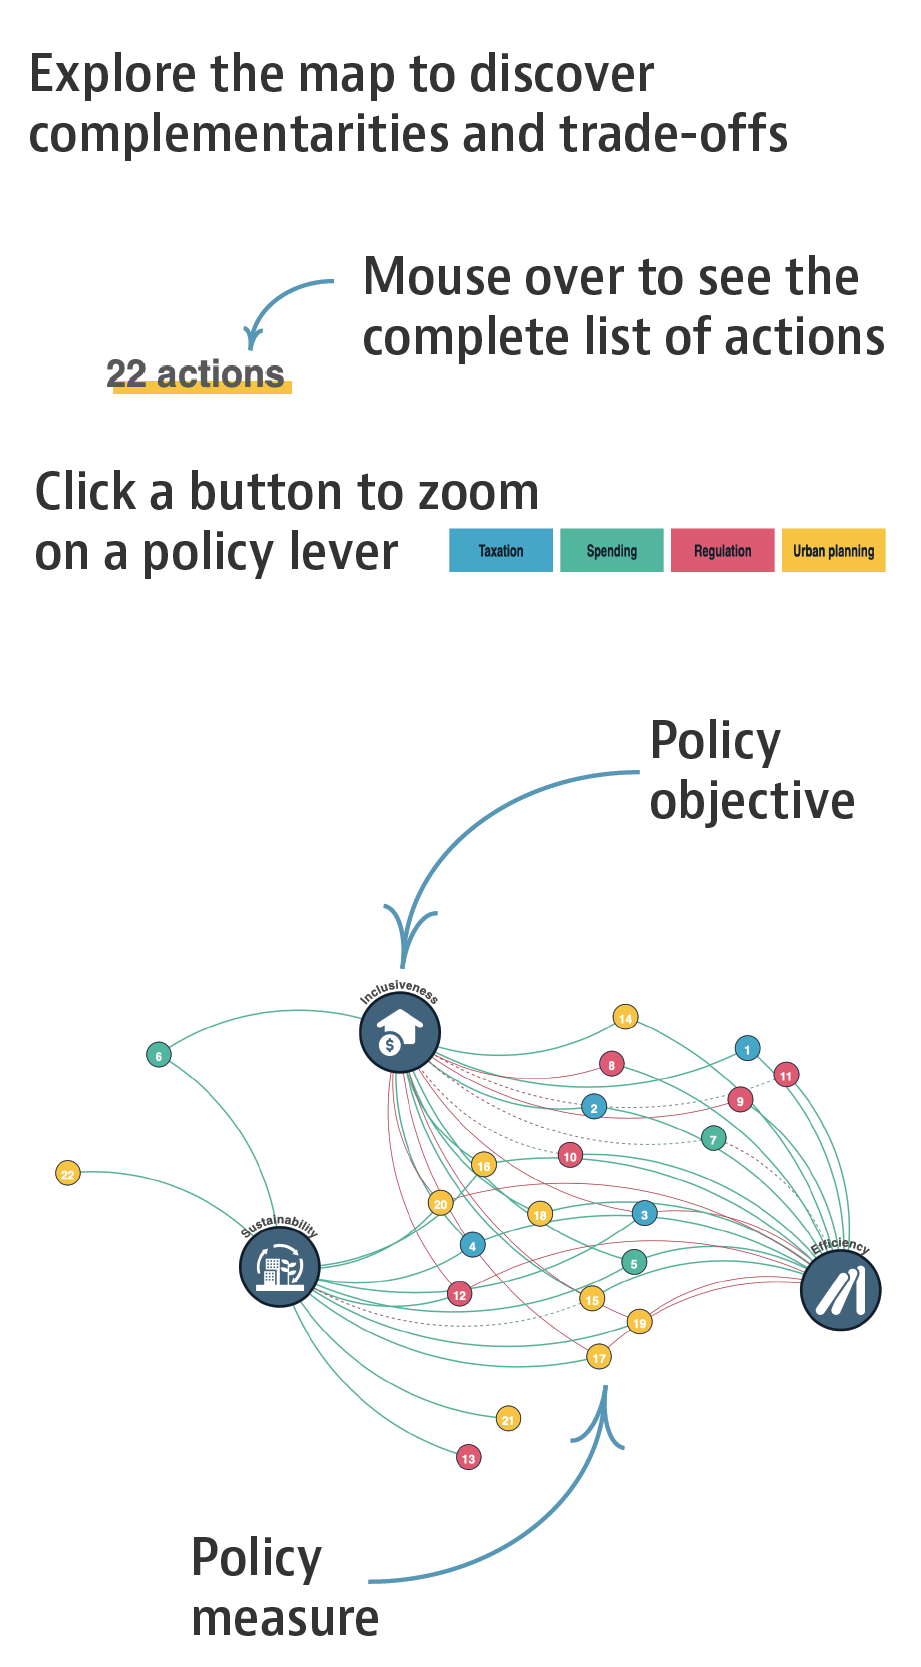 Explore the map to discover
complementarities and trade-offs
Mouse over to see the
complete list of actions
22 actions
Click a button to zoom
on a policy lever
Taxation
Spending
Regulation
Urban planning
Policy
objective
Inclusiveness
14
1
6
8
11
9
2
7
10
16
22
20
18
3
Sustainability
4
Efficiency
5
12
15
19
17
21
13
Policy
measure